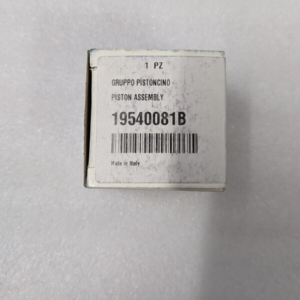 1 PZ
GRUPPO PISTONCINO
PISTON ASSEMBLY
19540081B
Made in Italy